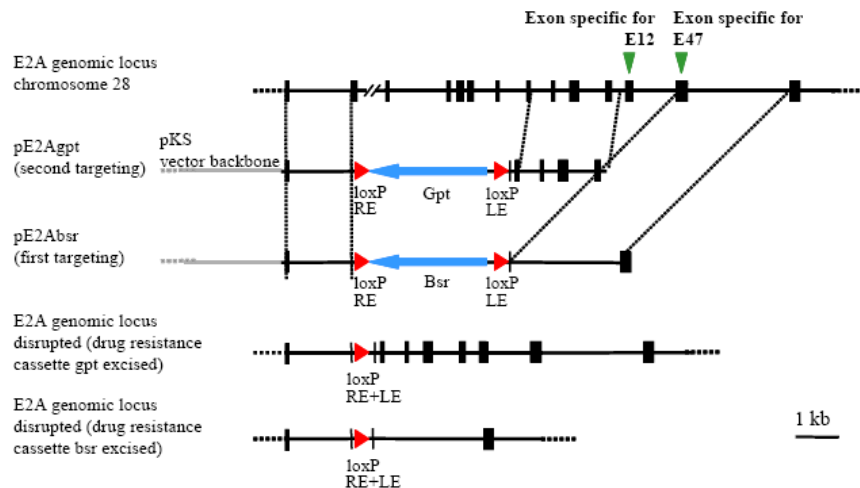 Exon specific for
E12
Exon specific for
E47
E2A genomic locus
chromosome 28
pE2Agpt
(second targeting)
pKS
vector backbone
loxP
RE
Gpt
loxP
LE
pE2Absr
(first targeting)
loxP
RE
Bsr
loxP
LE
E2A genomic locus
disrupted (drug resistance
cassette gpt excised)
loxP
RE+LE
E2A genomic locus
disrupted (drug resistance
cassette bsr excised)
loxP
RE+LE
1 kb